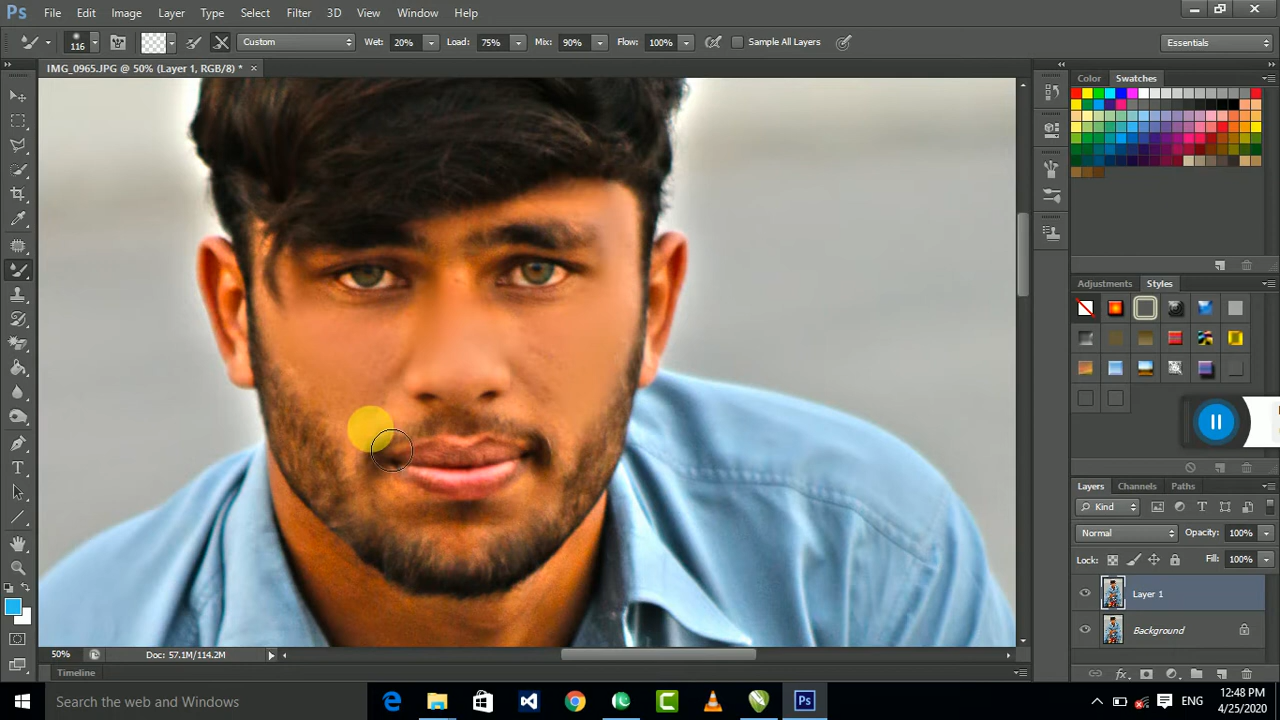 Ps File Edit Image Layer Type Select Filter 3D View Window Help
116 Custom Wet: 20% Load: 75% Mix: 90% Flow: 100% Sample All Layers Essentials
IMG_0965.JPG @ 50% (Layer 1, RGB/8) *
Color Swatches
Adjustments Styles
Layers Channels Paths
Kind
Normal Opacity: 100%
Lock: Fill: 100%
Layer 1
Background
50% Doc: 57.1M/114.2M
Timeline
Search the web and Windows
Ps
ENG
12:48 PM
4/25/2020